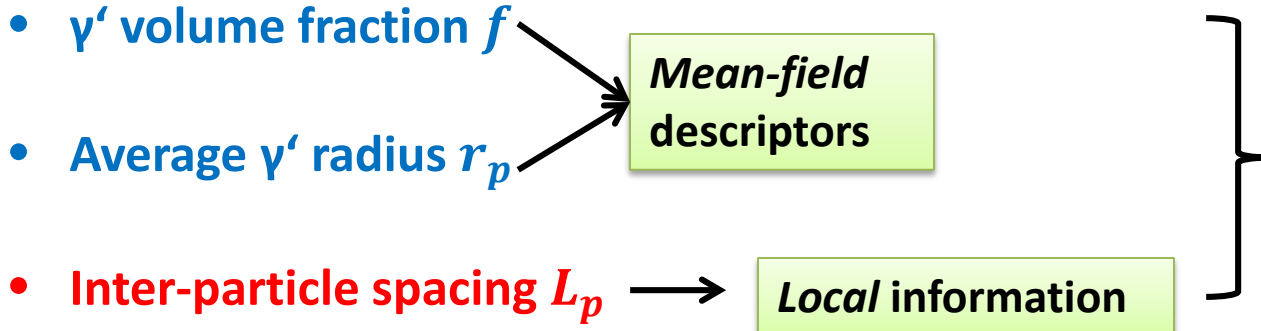 • γ‘ volume fraction f
Mean-field
descriptors
• Average γ‘ radius r_p
• Inter-particle spacing L_p
Local information